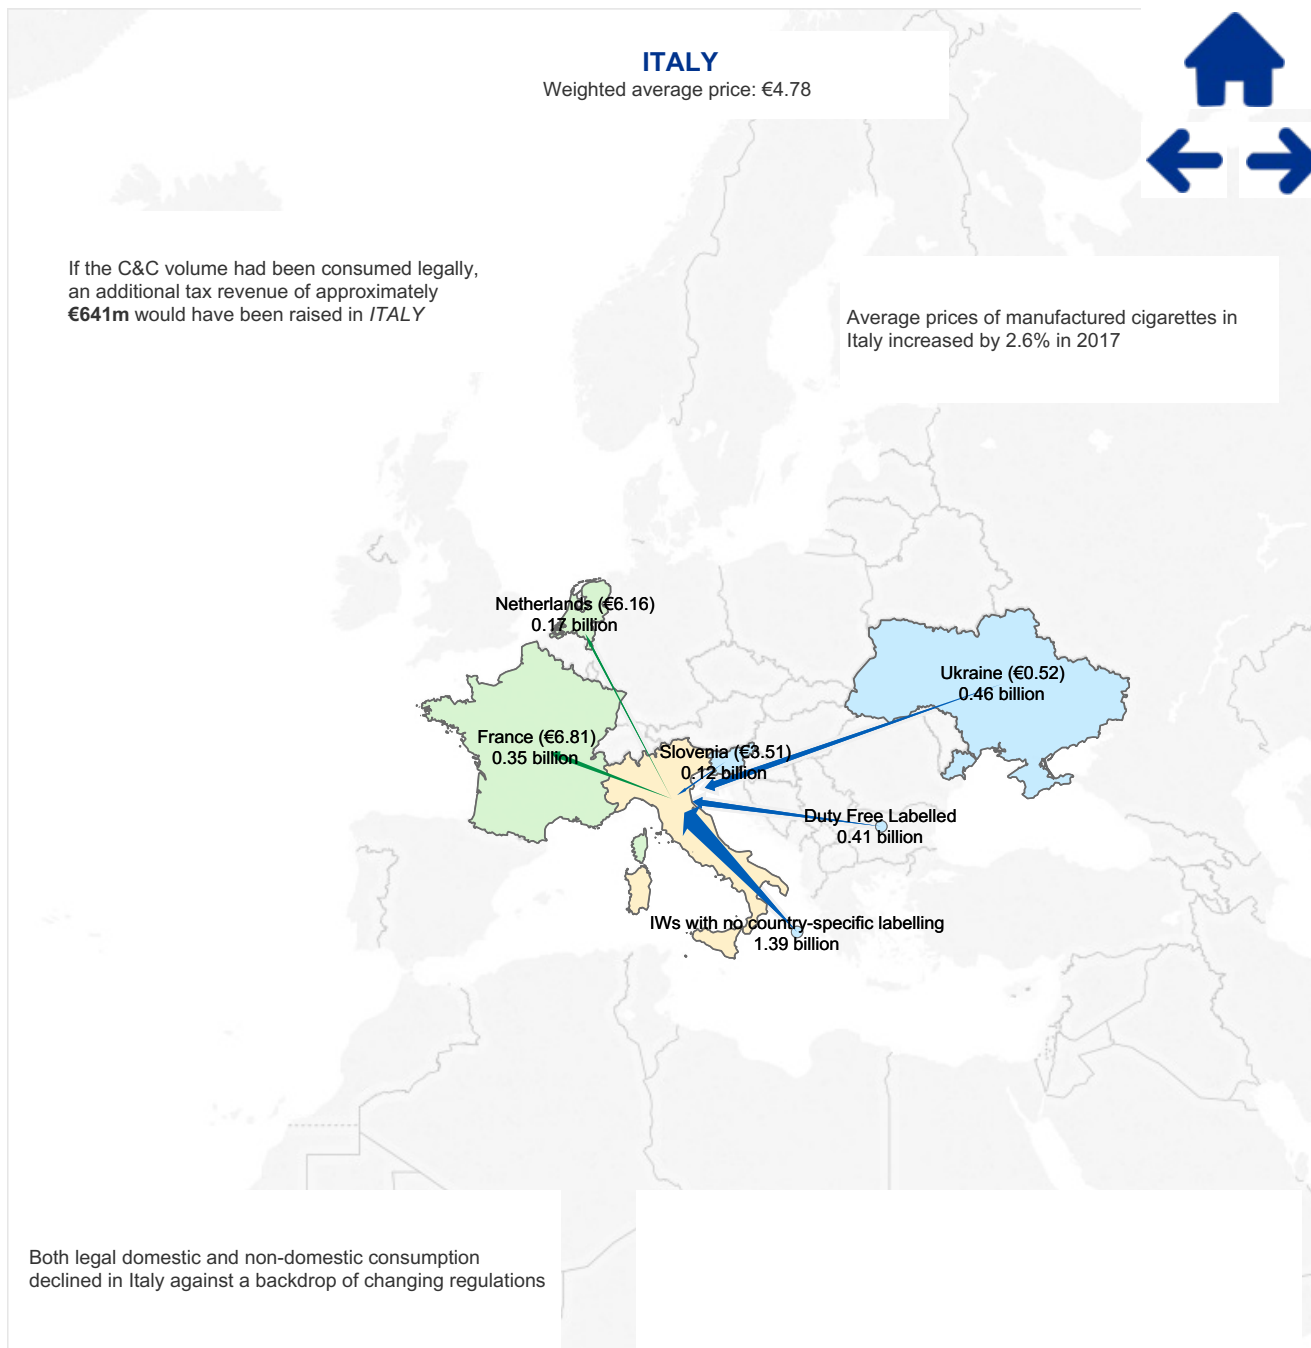 ITALY
Weighted average price: €4.78
If the C&C volume had been consumed legally,
an additional tax revenue of approximately
€641m would have been raised in ITALY
Average prices of manufactured cigarettes in
Italy increased by 2.6% in 2017
Netherlands (€6.16)
0.17 billion
Ukraine (€0.52)
0.46 billion
France (€6.81)
0.35 billion
Slovenia (€3.51)
0.12 billion
Duty Free Labelled
0.41 billion
IWs with no country-specific labelling
1.39 billion
Both legal domestic and non-domestic consumption
declined in Italy against a backdrop of changing regulations